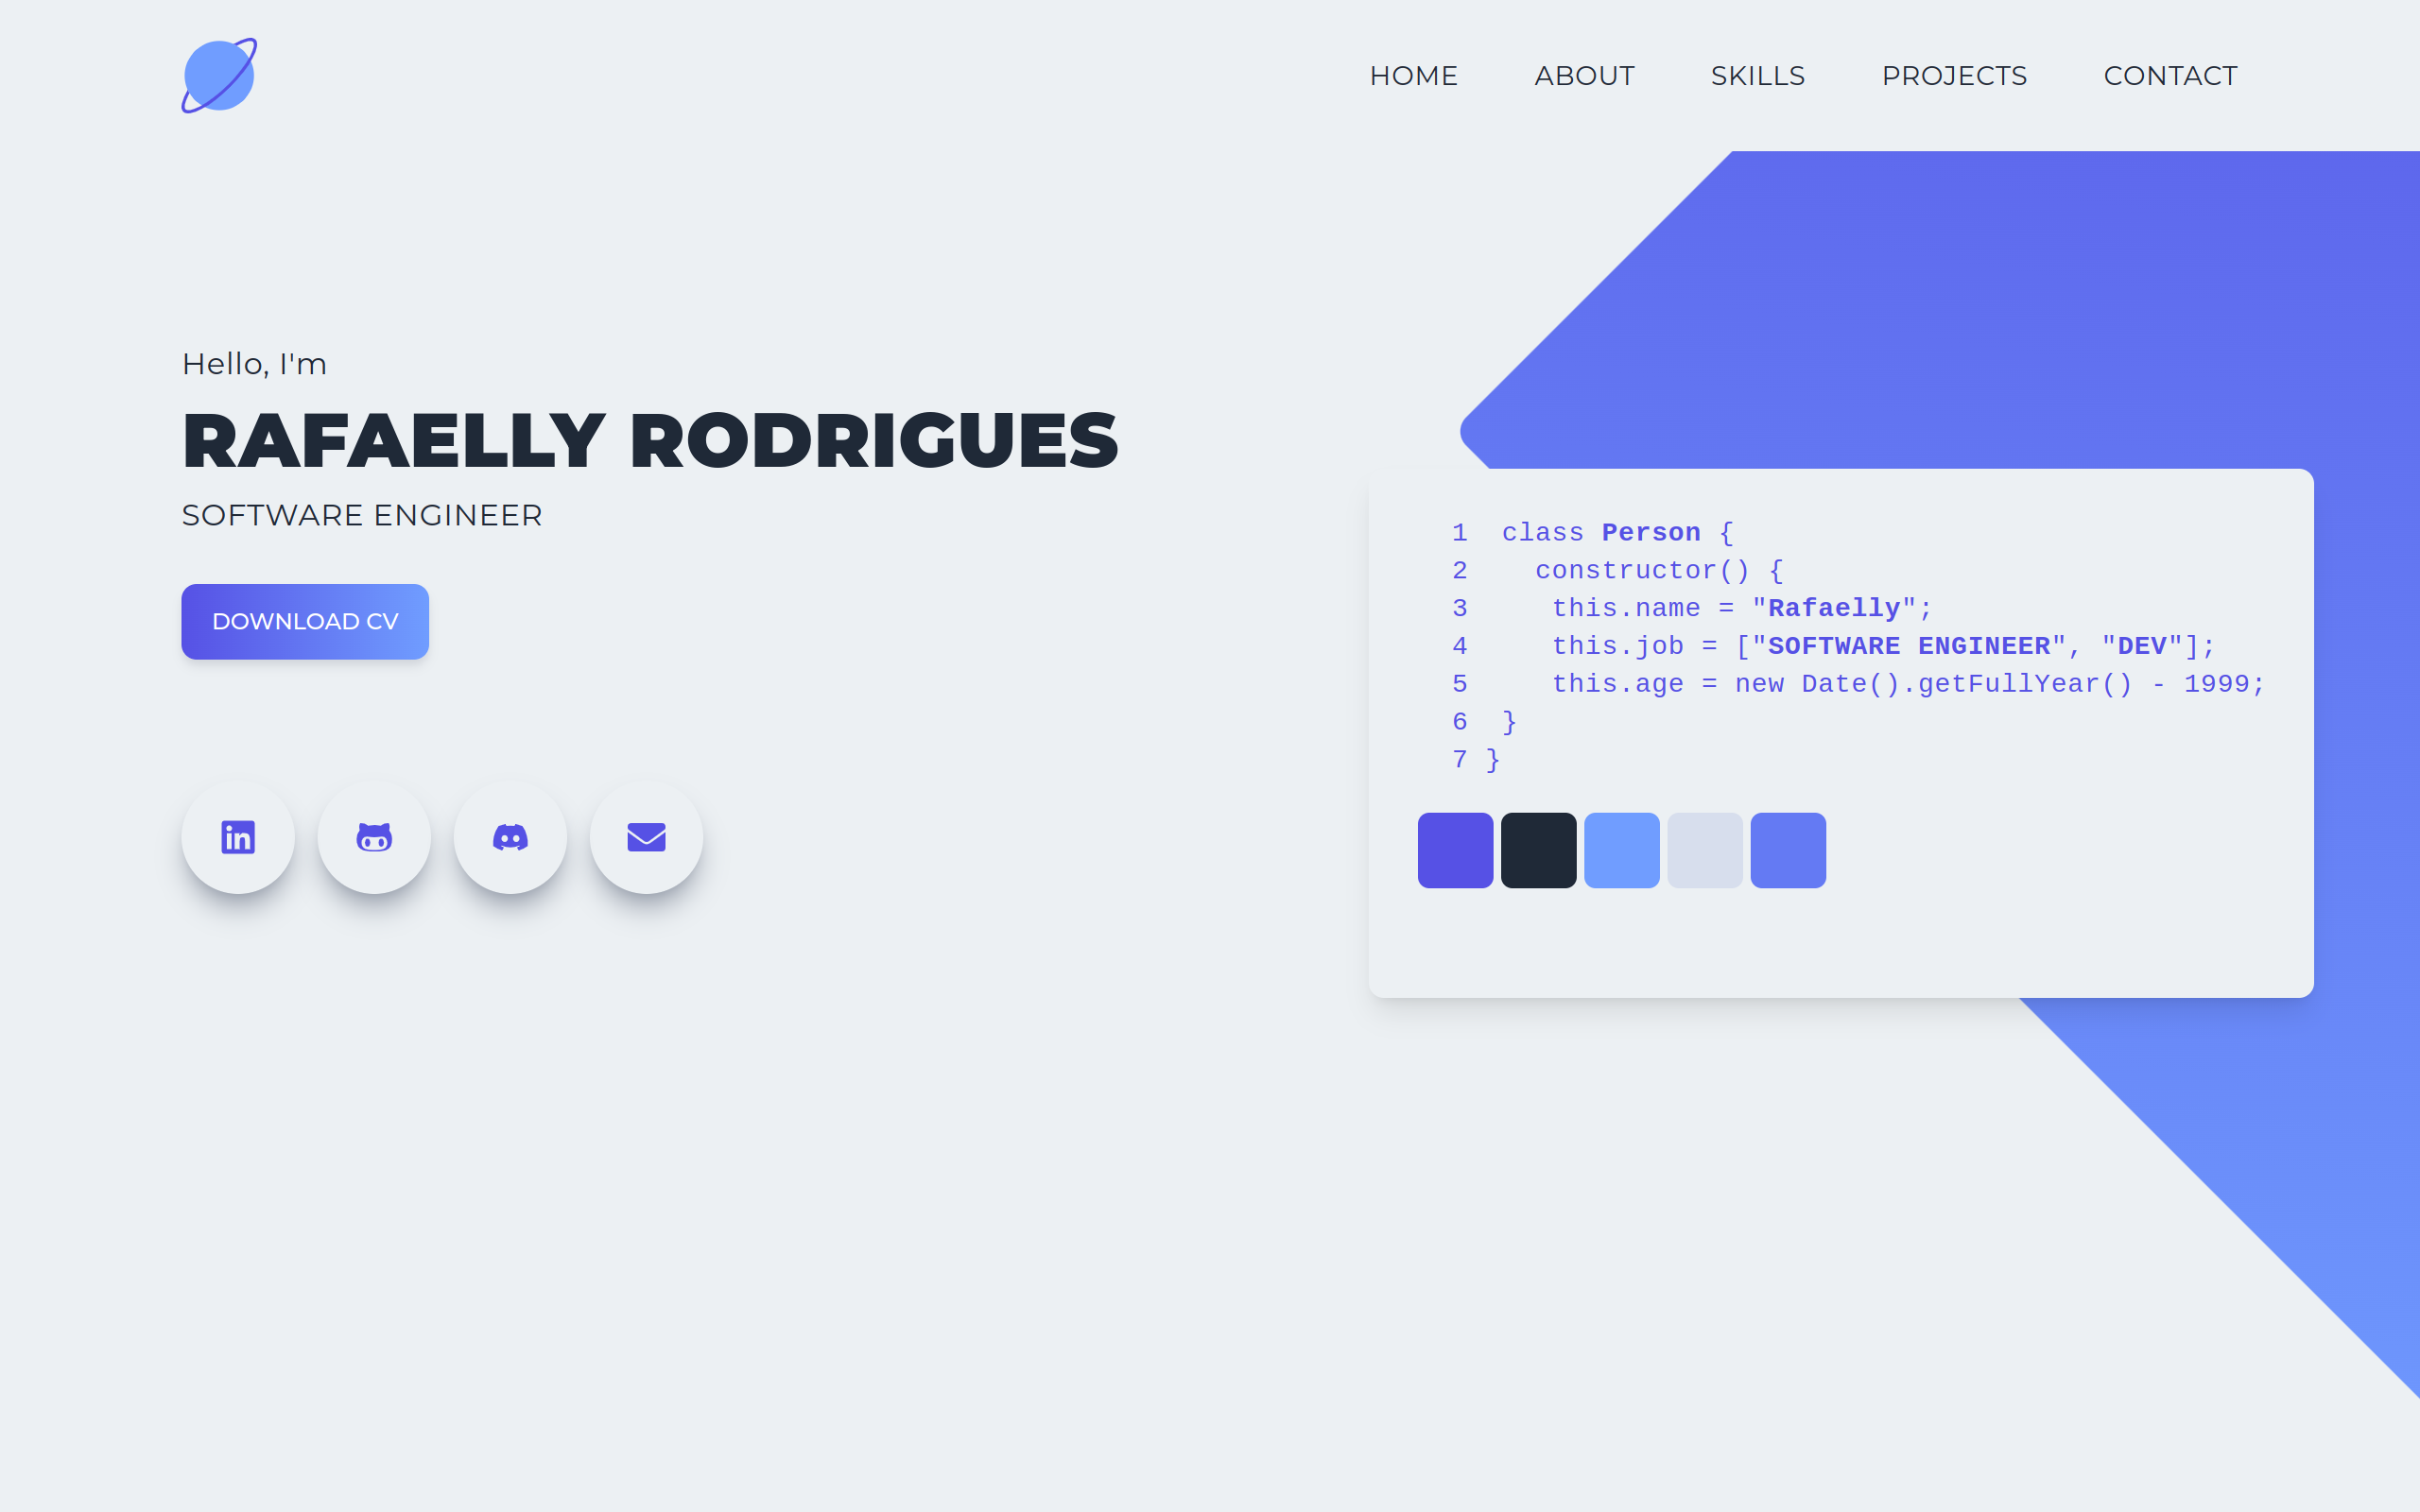 HOME ABOUT SKILLS PROJECTS CONTACT
Hello, I'm
RAFAELLY RODRIGUES
SOFTWARE ENGINEER
DOWNLOAD CV
1 class Person {
2 constructor() {
3 this.name = "Rafaelly";
4 this.job = ["SOFTWARE ENGINEER", "DEV"];
5 this.age = new Date().getFullYear() - 1999;
6 }
7 }